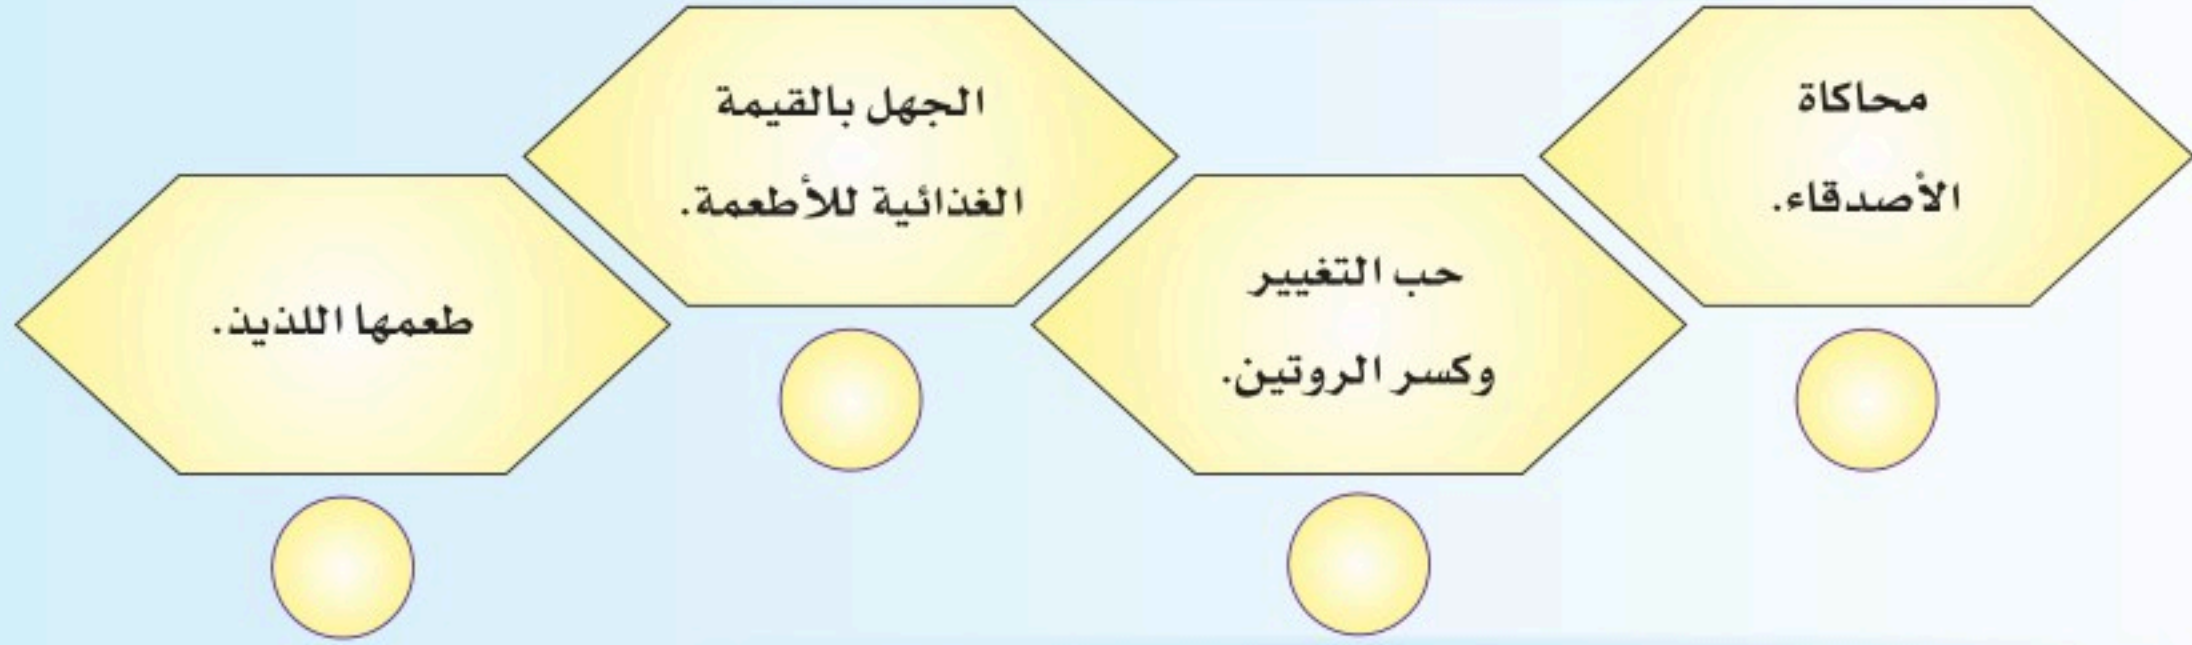 محاكاة
الأصدقاء.
حب التغيير
وكسر الروتين.
الجهل بالقيمة
الغذائية للأطعمة.
طعمها اللذيذ.